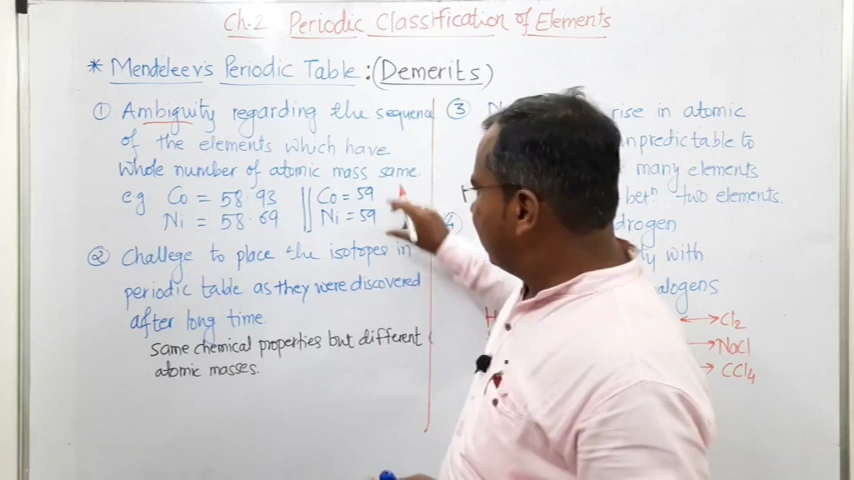 Ch.2 Periodic Classification of Elements
* Mendeleev's Periodic Table : (Demerits)
① Ambiguity regarding the sequence
of the elements which have
whole number of atomic mass same.
eg Co = 58.93 || Co = 59
Ni = 58.69 Ni = 59
② Challege to place the isotopes in
periodic table as they were discovered
after long time.
same chemical properties but different
atomic masses.
③ rise in atomic
unpredictable to
many elements
betⁿ two elements.
④
with
halogens
H ↔ Cl₂
→ NaCl
→ CCl₄